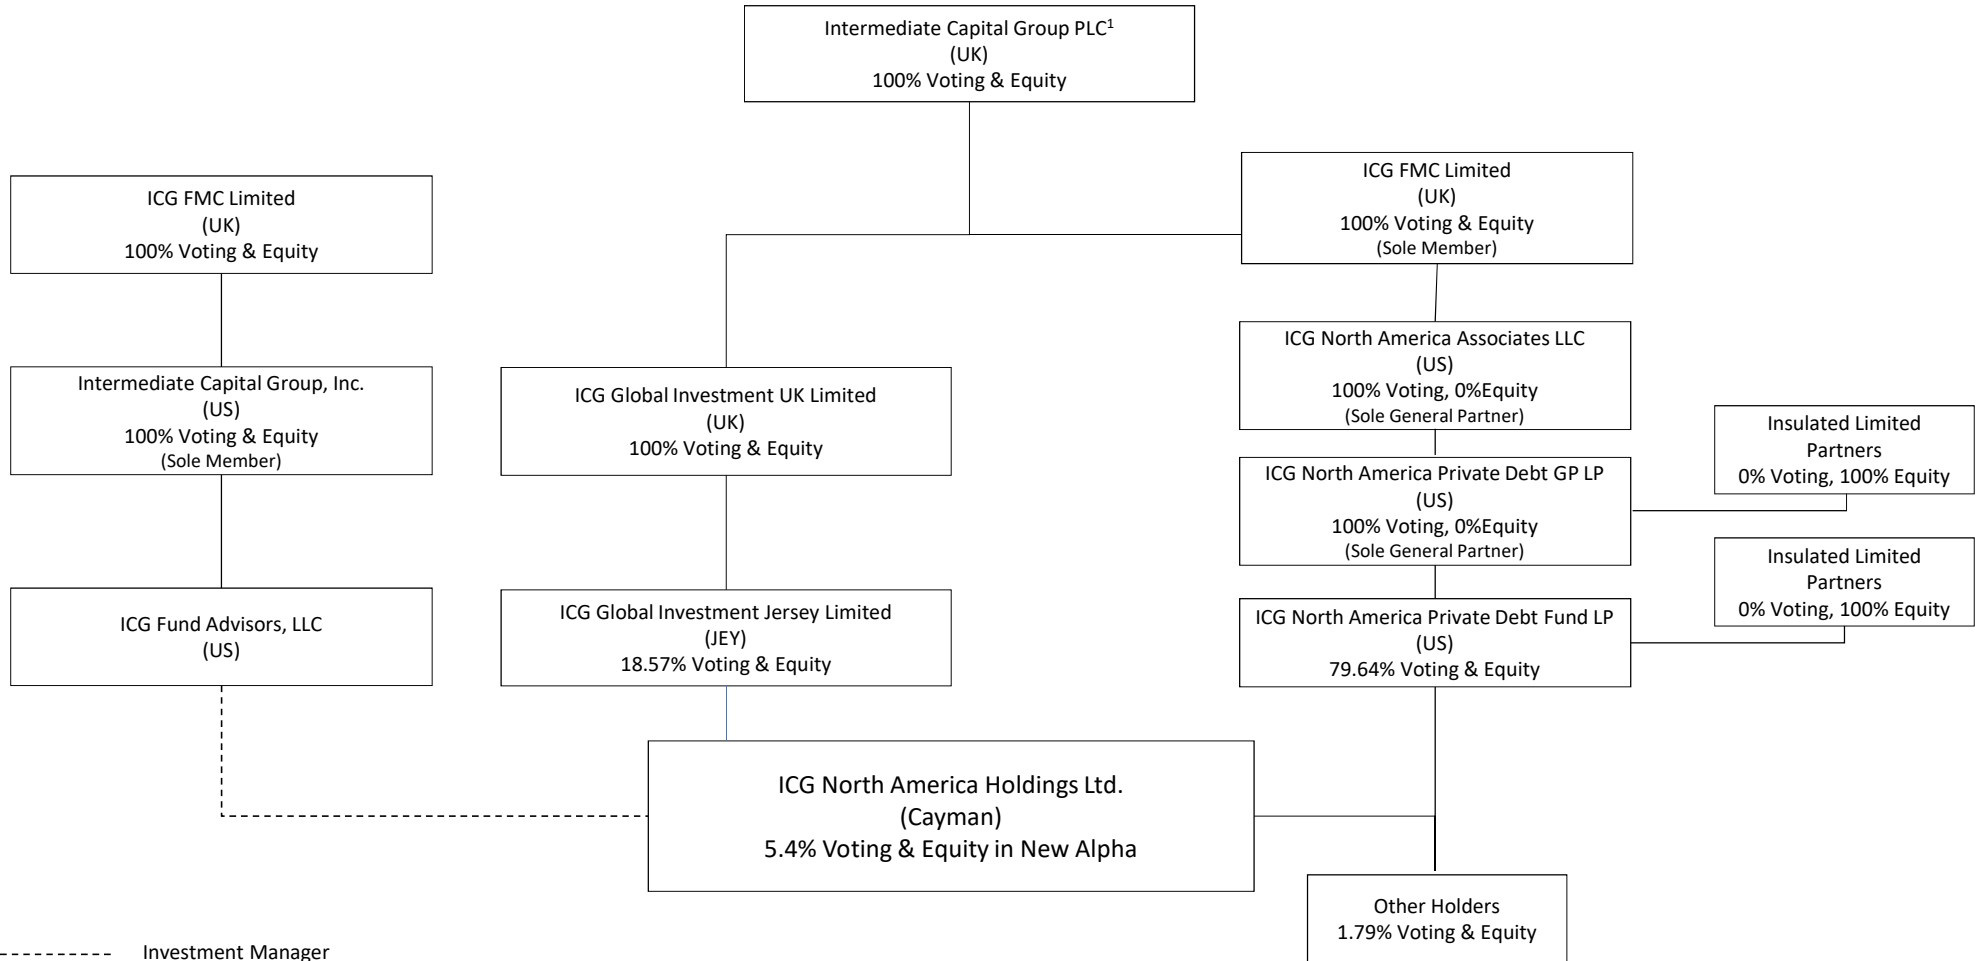 Intermediate Capital Group PLC¹
(UK)
100% Voting & Equity
ICG FMC Limited
(UK)
100% Voting & Equity
ICG FMC Limited
(UK)
100% Voting & Equity
(Sole Member)
Intermediate Capital Group, Inc.
(US)
100% Voting & Equity
(Sole Member)
ICG Global Investment UK Limited
(UK)
100% Voting & Equity
ICG North America Associates LLC
(US)
100% Voting, 0%Equity
(Sole General Partner)
Insulated Limited
Partners
0% Voting, 100% Equity
ICG North America Private Debt GP LP
(US)
100% Voting, 0%Equity
(Sole General Partner)
Insulated Limited
Partners
0% Voting, 100% Equity
ICG Fund Advisors, LLC
(US)
ICG Global Investment Jersey Limited
(JEY)
18.57% Voting & Equity
ICG North America Private Debt Fund LP
(US)
79.64% Voting & Equity
ICG North America Holdings Ltd.
(Cayman)
5.4% Voting & Equity in New Alpha
Other Holders
1.79% Voting & Equity
Investment Manager